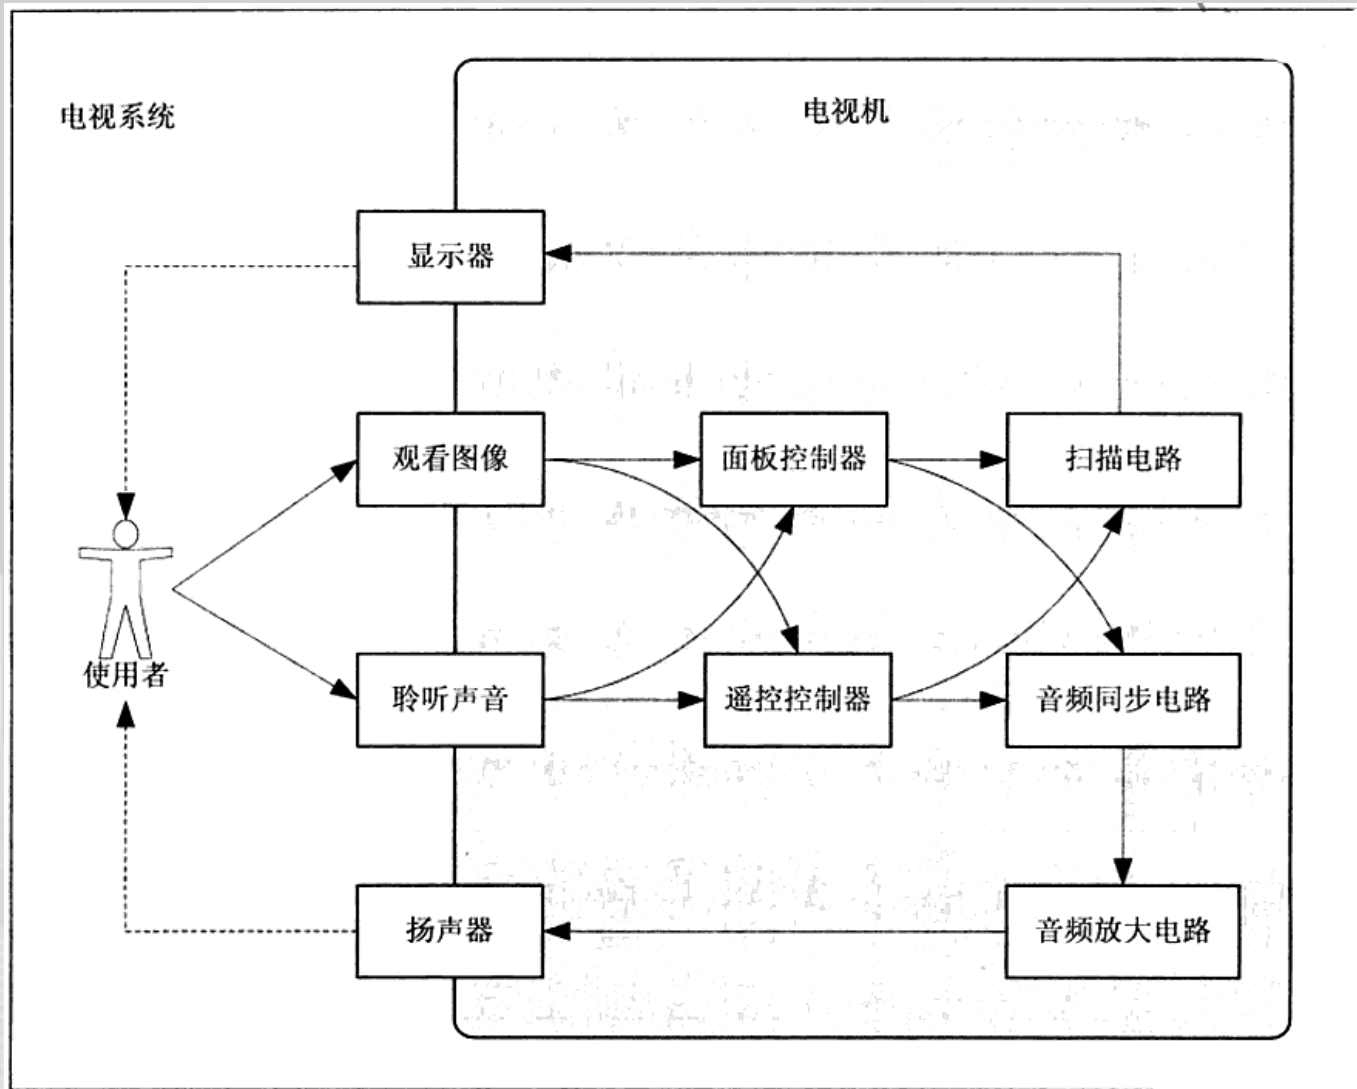 电视系统
电视机
显示器
观看图像
面板控制器
扫描电路
使用者
聆听声音
遥控控制器
音频同步电路
扬声器
音频放大电路